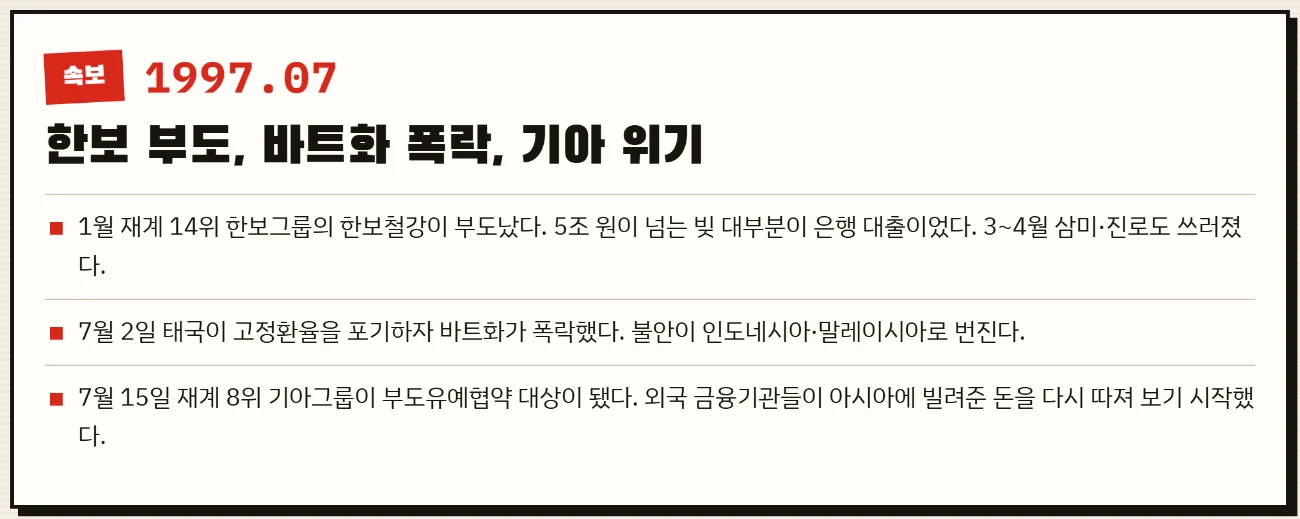 속보 1997.07
한보 부도, 바트화 폭락, 기아 위기
1월 재계 14위 한보그룹의 한보철강이 부도났다. 5조 원이 넘는 빚 대부분이 은행 대출이었다. 3~4월 삼미·진로도 쓰러졌
다.
7월 2일 태국이 고정환율을 포기하자 바트화가 폭락했다. 불안이 인도네시아·말레이시아로 번진다.
7월 15일 재계 8위 기아그룹이 부도유예협약 대상이 됐다. 외국 금융기관들이 아시아에 빌려준 돈을 다시 따져 보기 시작했
다.